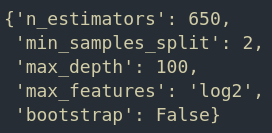 {'n_estimators': 650,
'min_samples_split': 2,
'max_depth': 100,
'max_features': 'log2',
'bootstrap': False}